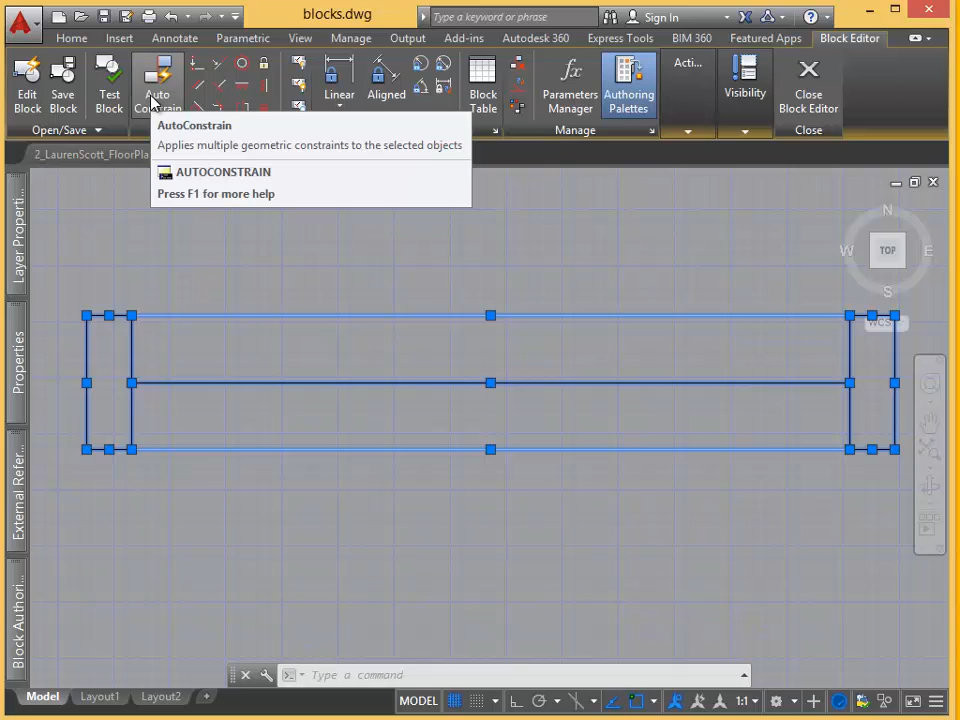 blocks.dwg
Type a keyword or phrase
Sign In
Home Insert Annotate Parametric View Manage Output Add-ins Autodesk 360 Express Tools BIM 360 Featured Apps Block Editor
Edit Block
Save Block
Test Block
Auto Constrain
Linear
Aligned
Block Table
Parameters Manager
Authoring Palettes
Acti...
Visibility
Close Block Editor
Open/Save
Manage
Close
2_LaurenScott_FloorPla
AutoConstrain
Applies multiple geometric constraints to the selected objects
AUTOCONSTRAIN
Press F1 for more help
Layer Properti...
Properties
External Refer...
Block Authori...
N
W TOP E
S
WCS
Type a command
Model Layout1 Layout2 +
MODEL
1:1